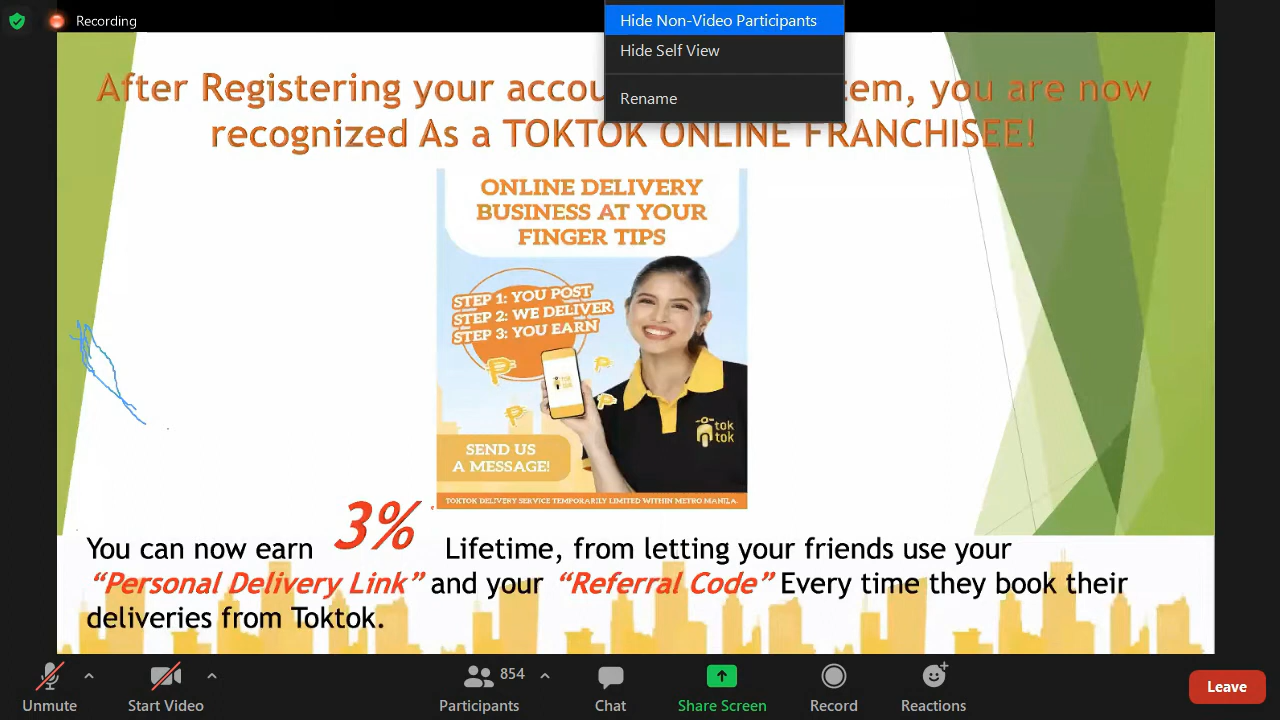 Recording
Hide Non-Video Participants
Hide Self View
Rename
After Registering your you are now
recognized As a TOKTOK ONLINE FRANCHISEE!
ONLINE DELIVERY
BUSINESS AT YOUR
FINGER TIPS
STEP 1: YOU POST
STEP 2: WE DELIVER
STEP 3: YOU EARN
tok
tok
tok
tok
SEND US
A MESSAGE!
TOKTOK DELIVERY SERVICE TEMPORARILY LIMITED WITHIN METRO MANILA.
You can now earn 3% Lifetime, from letting your friends use your
“Personal Delivery Link” and your “Referral Code” Every time they book their
deliveries from Toktok.
854
Unmute
Start Video
Participants
Chat
Share Screen
Record
Reactions
Leave